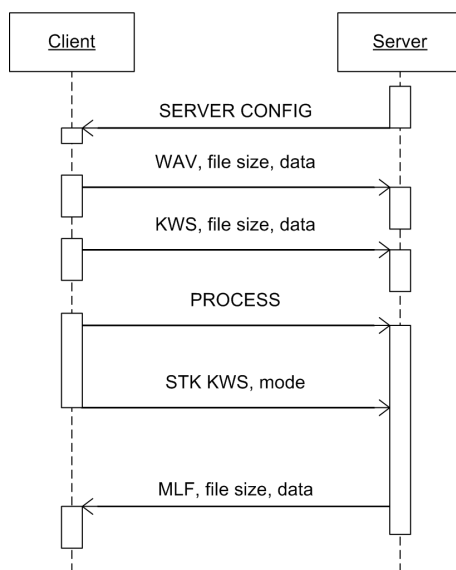 Client
Server
SERVER CONFIG
WAV, file size, data
KWS, file size, data
PROCESS
STK KWS, mode
MLF, file size, data